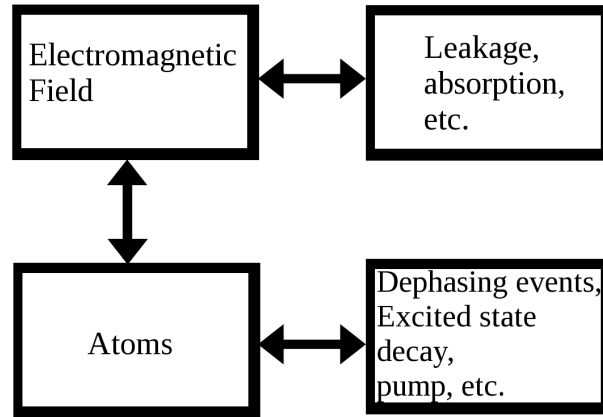 Electromagnetic
Field
Leakage,
absorption,
etc.
Atoms
Dephasing events,
Excited state
decay,
pump, etc.